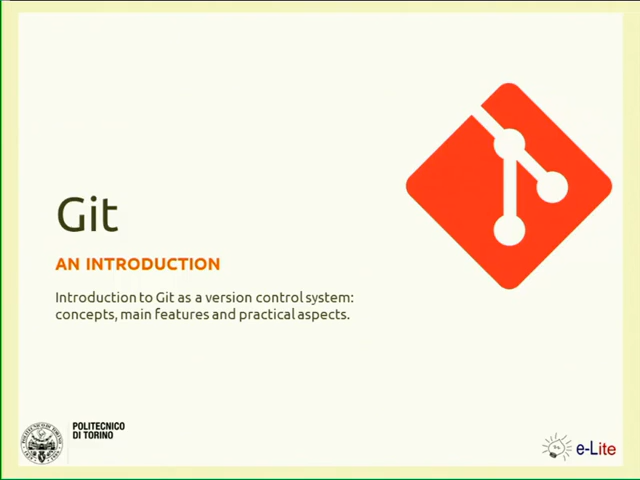 Git
AN INTRODUCTION
Introduction to Git as a version control system:
concepts, main features and practical aspects.
POLITECNICO
DI TORINO
e-Lite